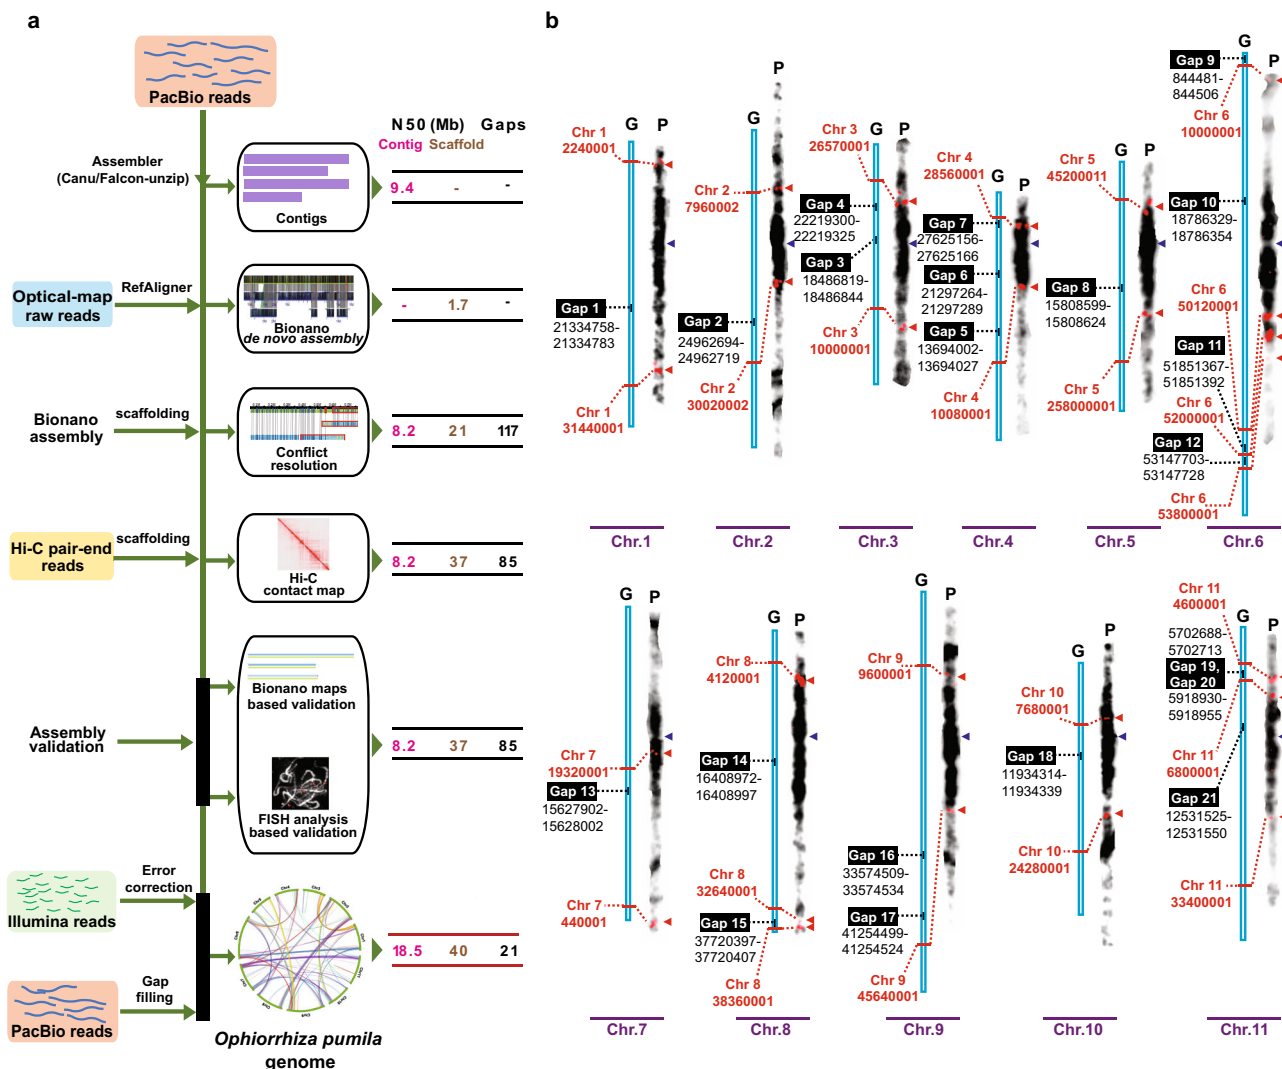 a
PacBio reads
N50 (Mb) Gaps
Contig Scaffold
Assembler
(Canu/Falcon-unzip)
Contigs
9.4 - -
Optical-map
raw reads
RefAligner
Bionano
de novo assembly
- 1.7 -
Bionano
assembly
scaffolding
Conflict
resolution
8.2 21 117
Hi-C pair-end
reads
scaffolding
Hi-C
contact map
8.2 37 85
Assembly
validation
Bionano maps
based validation
FISH analysis
based validation
8.2 37 85
Illumina reads
Error
correction
Gap
filling
PacBio reads
18.5 40 21
Ophiorrhiza pumila
genome
b
G P
Chr 1
2240001
Gap 1
21334758-
21334783
Chr 1
31440001
Chr.1
G P
Chr 2
7960002
Gap 2
24962694-
24962719
Chr 2
30020002
Chr.2
G P
Chr 3
26570001
Gap 4
22219300-
22219325
Gap 3
18486819-
18486844
Chr 3
10000001
Chr.3
G P
Chr 4
28560001
Gap 7
27625156-
27625166
Gap 6
21297264-
21297289
Gap 5
13694002-
13694027
Chr 4
10080001
Chr.4
G P
Chr 5
45200011
Gap 8
15808599-
15808624
Chr 5
258000001
Chr.5
G P
Gap 9
844481-
844506
Chr 6
10000001
Gap 10
18786329-
18786354
Chr 6
50120001
Gap 11
51851367-
51851392
Chr 6
52000001
Gap 12
53147703-
53147728
Chr 6
53800001
Chr.6
G P
Chr 7
19320001
Gap 13
15627902-
15628002
Chr 7
440001
Chr.7
G P
Chr 8
4120001
Gap 14
16408972-
16408997
Chr 8
32640001
Gap 15
37720397-
37720407
Chr 8
38360001
Chr.8
G P
Chr 9
9600001
Gap 16
33574509-
33574534
Gap 17
41254499-
41254524
Chr 9
45640001
Chr.9
G P
Chr 10
7680001
Gap 18
11934314-
11934339
Chr 10
24280001
Chr.10
G P
Chr 11
4600001
5702688-
5702713
Gap 19,
Gap 20
5918930-
5918955
Chr 11
6800001
Gap 21
12531525-
12531550
Chr 11
33400001
Chr.11